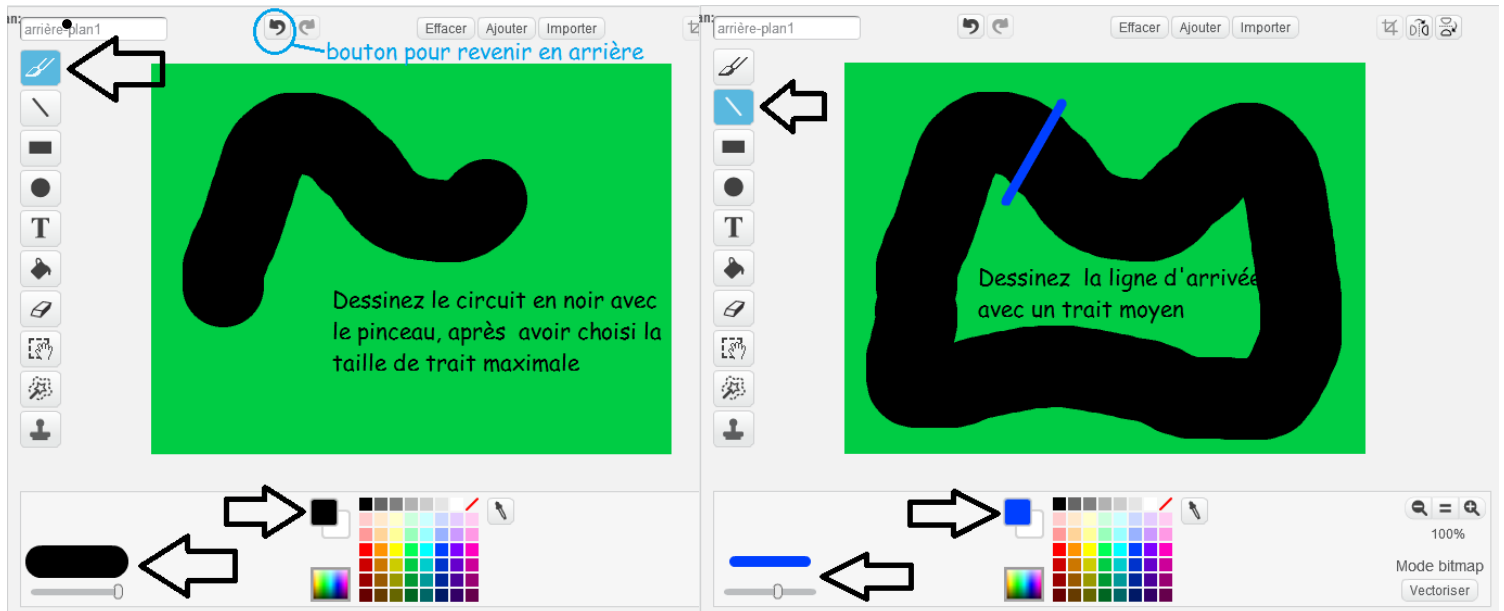 an:
arrière-plan1
Effacer
Ajouter
Importer
bouton pour revenir en arrière
T
Dessinez le circuit en noir avec
le pinceau, après avoir choisi la
taille de trait maximale
an:
arrière-plan1
Effacer
Ajouter
Importer
T
Dessinez la ligne d'arrivée
avec un trait moyen
100%
Mode bitmap
Vectoriser